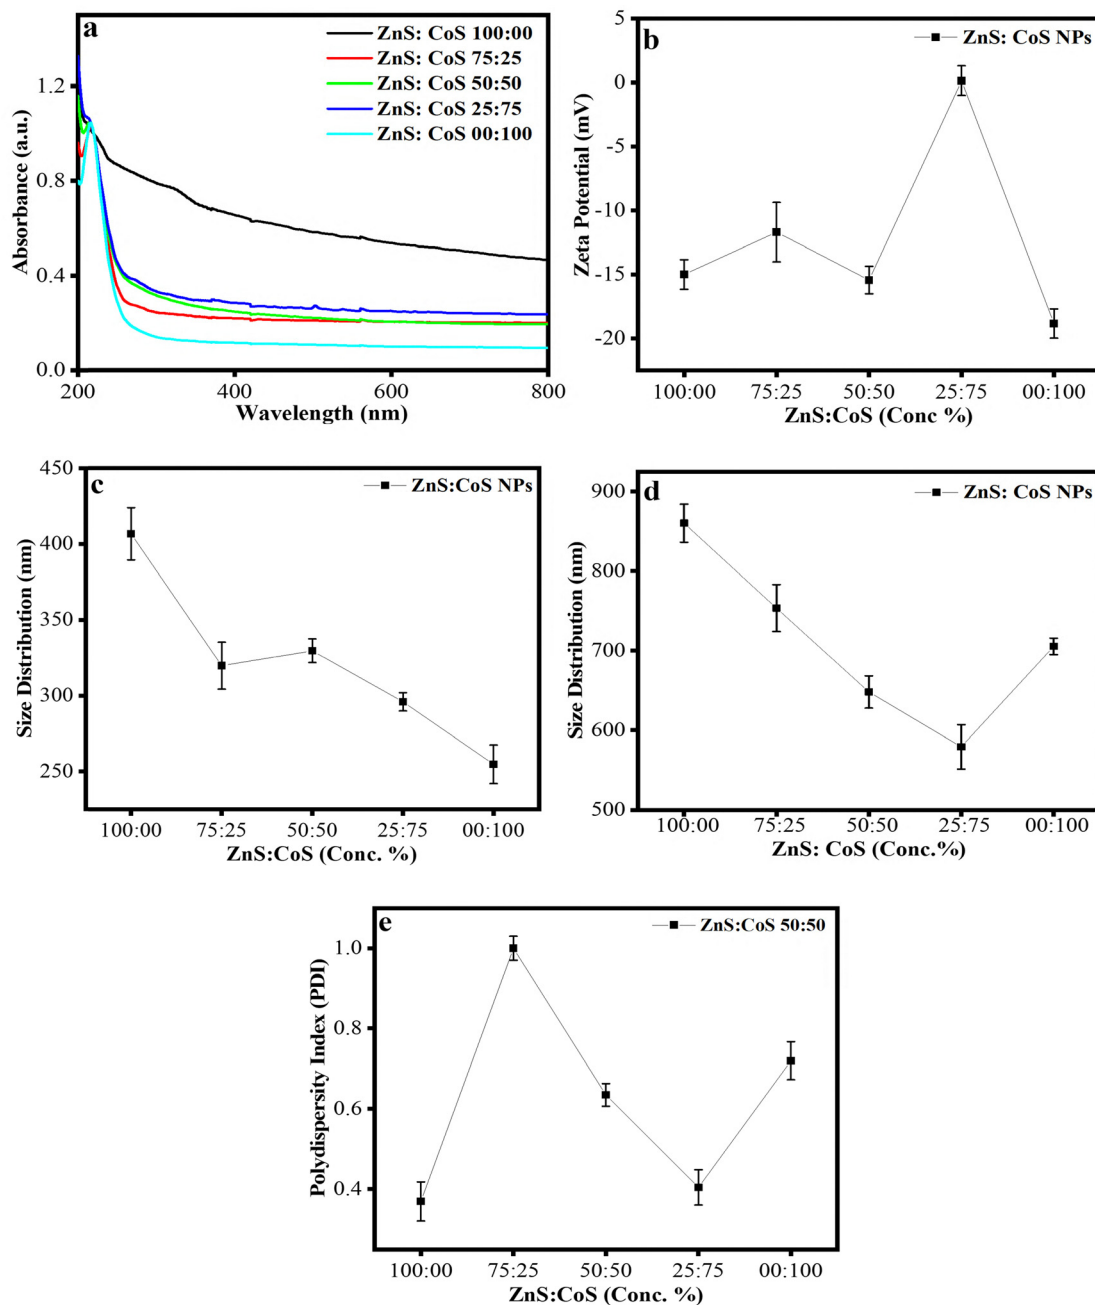 a
ZnS: CoS 100:00
ZnS: CoS 75:25
ZnS: CoS 50:50
ZnS: CoS 25:75
ZnS: CoS 00:100
1.2
0.8
0.4
0.0
Absorbance (a.u.)
200
400
600
800
Wavelength (nm)
b
ZnS: CoS NPs
5
0
-5
-10
-15
-20
Zeta Potential (mV)
100:00
75:25
50:50
25:75
00:100
ZnS:CoS (Conc %)
c
ZnS:CoS NPs
450
400
350
300
250
Size Distribution (nm)
100:00
75:25
50:50
25:75
00:100
ZnS:CoS (Conc. %)
d
ZnS: CoS NPs
900
800
700
600
500
Size Distribution (nm)
100:00
75:25
50:50
25:75
00:100
ZnS: CoS (Conc.%)
e
ZnS:CoS 50:50
1.0
0.8
0.6
0.4
Polydispersity Index (PDI)
100:00
75:25
50:50
25:75
00:100
ZnS:CoS (Conc. %)